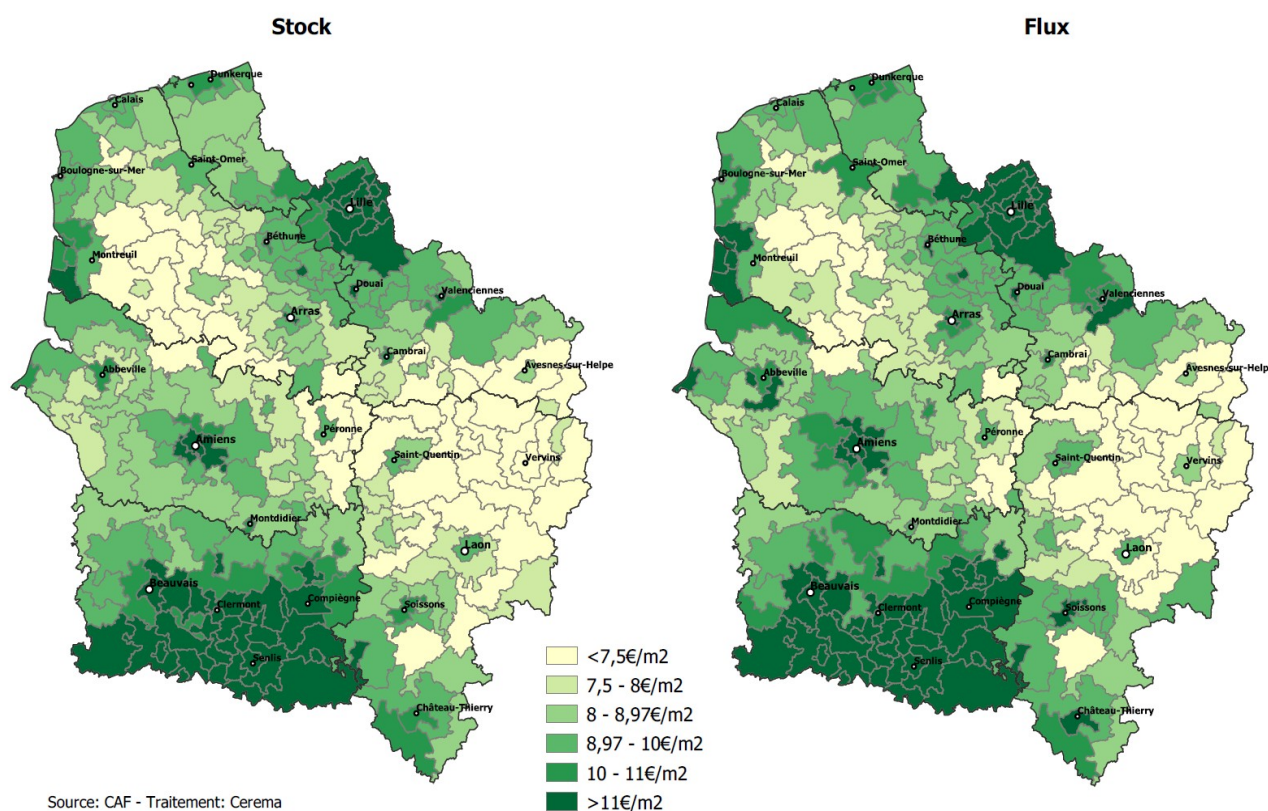 Stock
Flux
Dunkerque
Calais
Saint-Omer
Boulogne-sur-Mer
Lille
Béthune
Montreuil
Douai
Valenciennes
Arras
Cambrai
Avesnes-sur-Helpe
Abbeville
Amiens
Péronne
Saint-Quentin
Vervins
Montdidier
Laon
Beauvais
Clermont
Compiègne
Soissons
Senlis
Château-Thierry
Dunkerque
Calais
Saint-Omer
Boulogne-sur-Mer
Lille
Béthune
Montreuil
Douai
Valenciennes
Arras
Cambrai
Avesnes-sur-Help
Abbeville
Amiens
Péronne
Saint-Quentin
Vervins
Montdidier
Laon
Beauvais
Clermont
Compiègne
Soissons
Senlis
Château-Thierry
<7,5€/m2
7,5 - 8€/m2
8 - 8,97€/m2
8,97 - 10€/m2
10 - 11€/m2
>11€/m2
Source: CAF - Traitement: Cerema